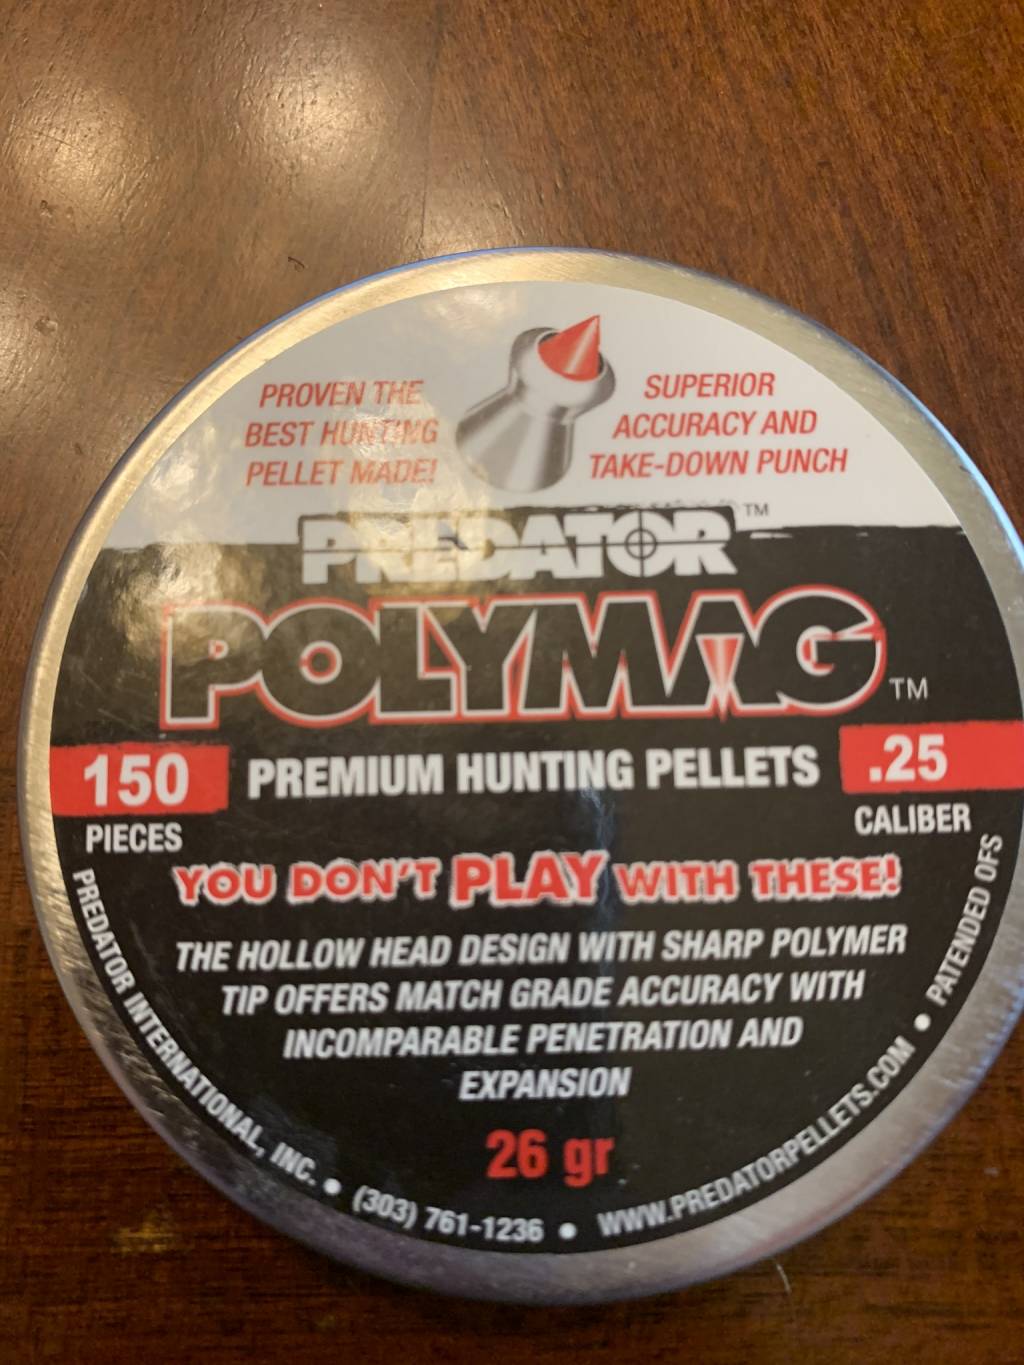 PROVEN THE
BEST HUNTING
PELLET MADE!
SUPERIOR
ACCURACY AND
TAKE-DOWN PUNCH
PREDATOR™
POLYMAG™
150
PIECES
PREMIUM HUNTING PELLETS
.25
CALIBER
YOU DON'T PLAY WITH THESE!
THE HOLLOW HEAD DESIGN WITH SHARP POLYMER
TIP OFFERS MATCH GRADE ACCURACY WITH
INCOMPARABLE PENETRATION AND
EXPANSION
26 gr
PREDATOR INTERNATIONAL, INC. • (303) 761-1236 • WWW.PREDATORPELLETS.COM • PATENDED OFS